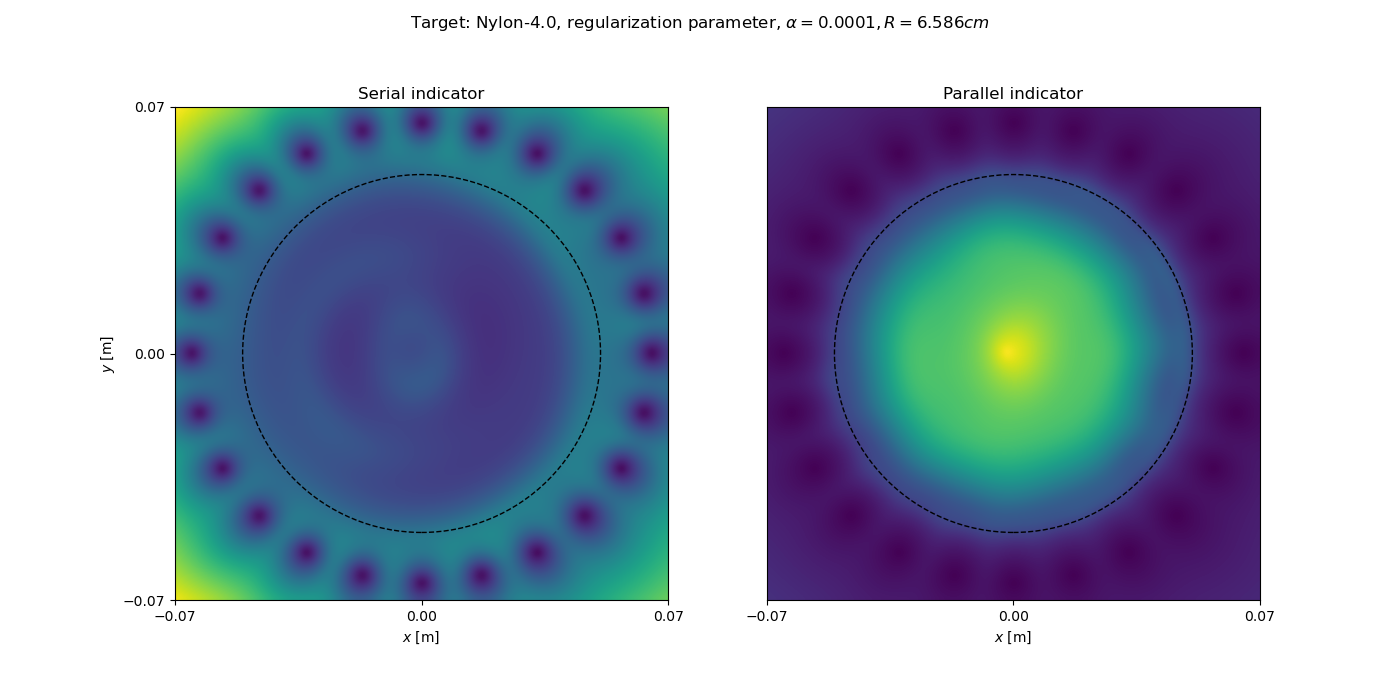 Target: Nylon-4.0, regularization parameter, α = 0.0001, R = 6.586cm
Serial indicator
Parallel indicator
0.07
0.00
−0.07
y [m]
−0.07 0.00 0.07
−0.07 0.00 0.07
x [m]
x [m]